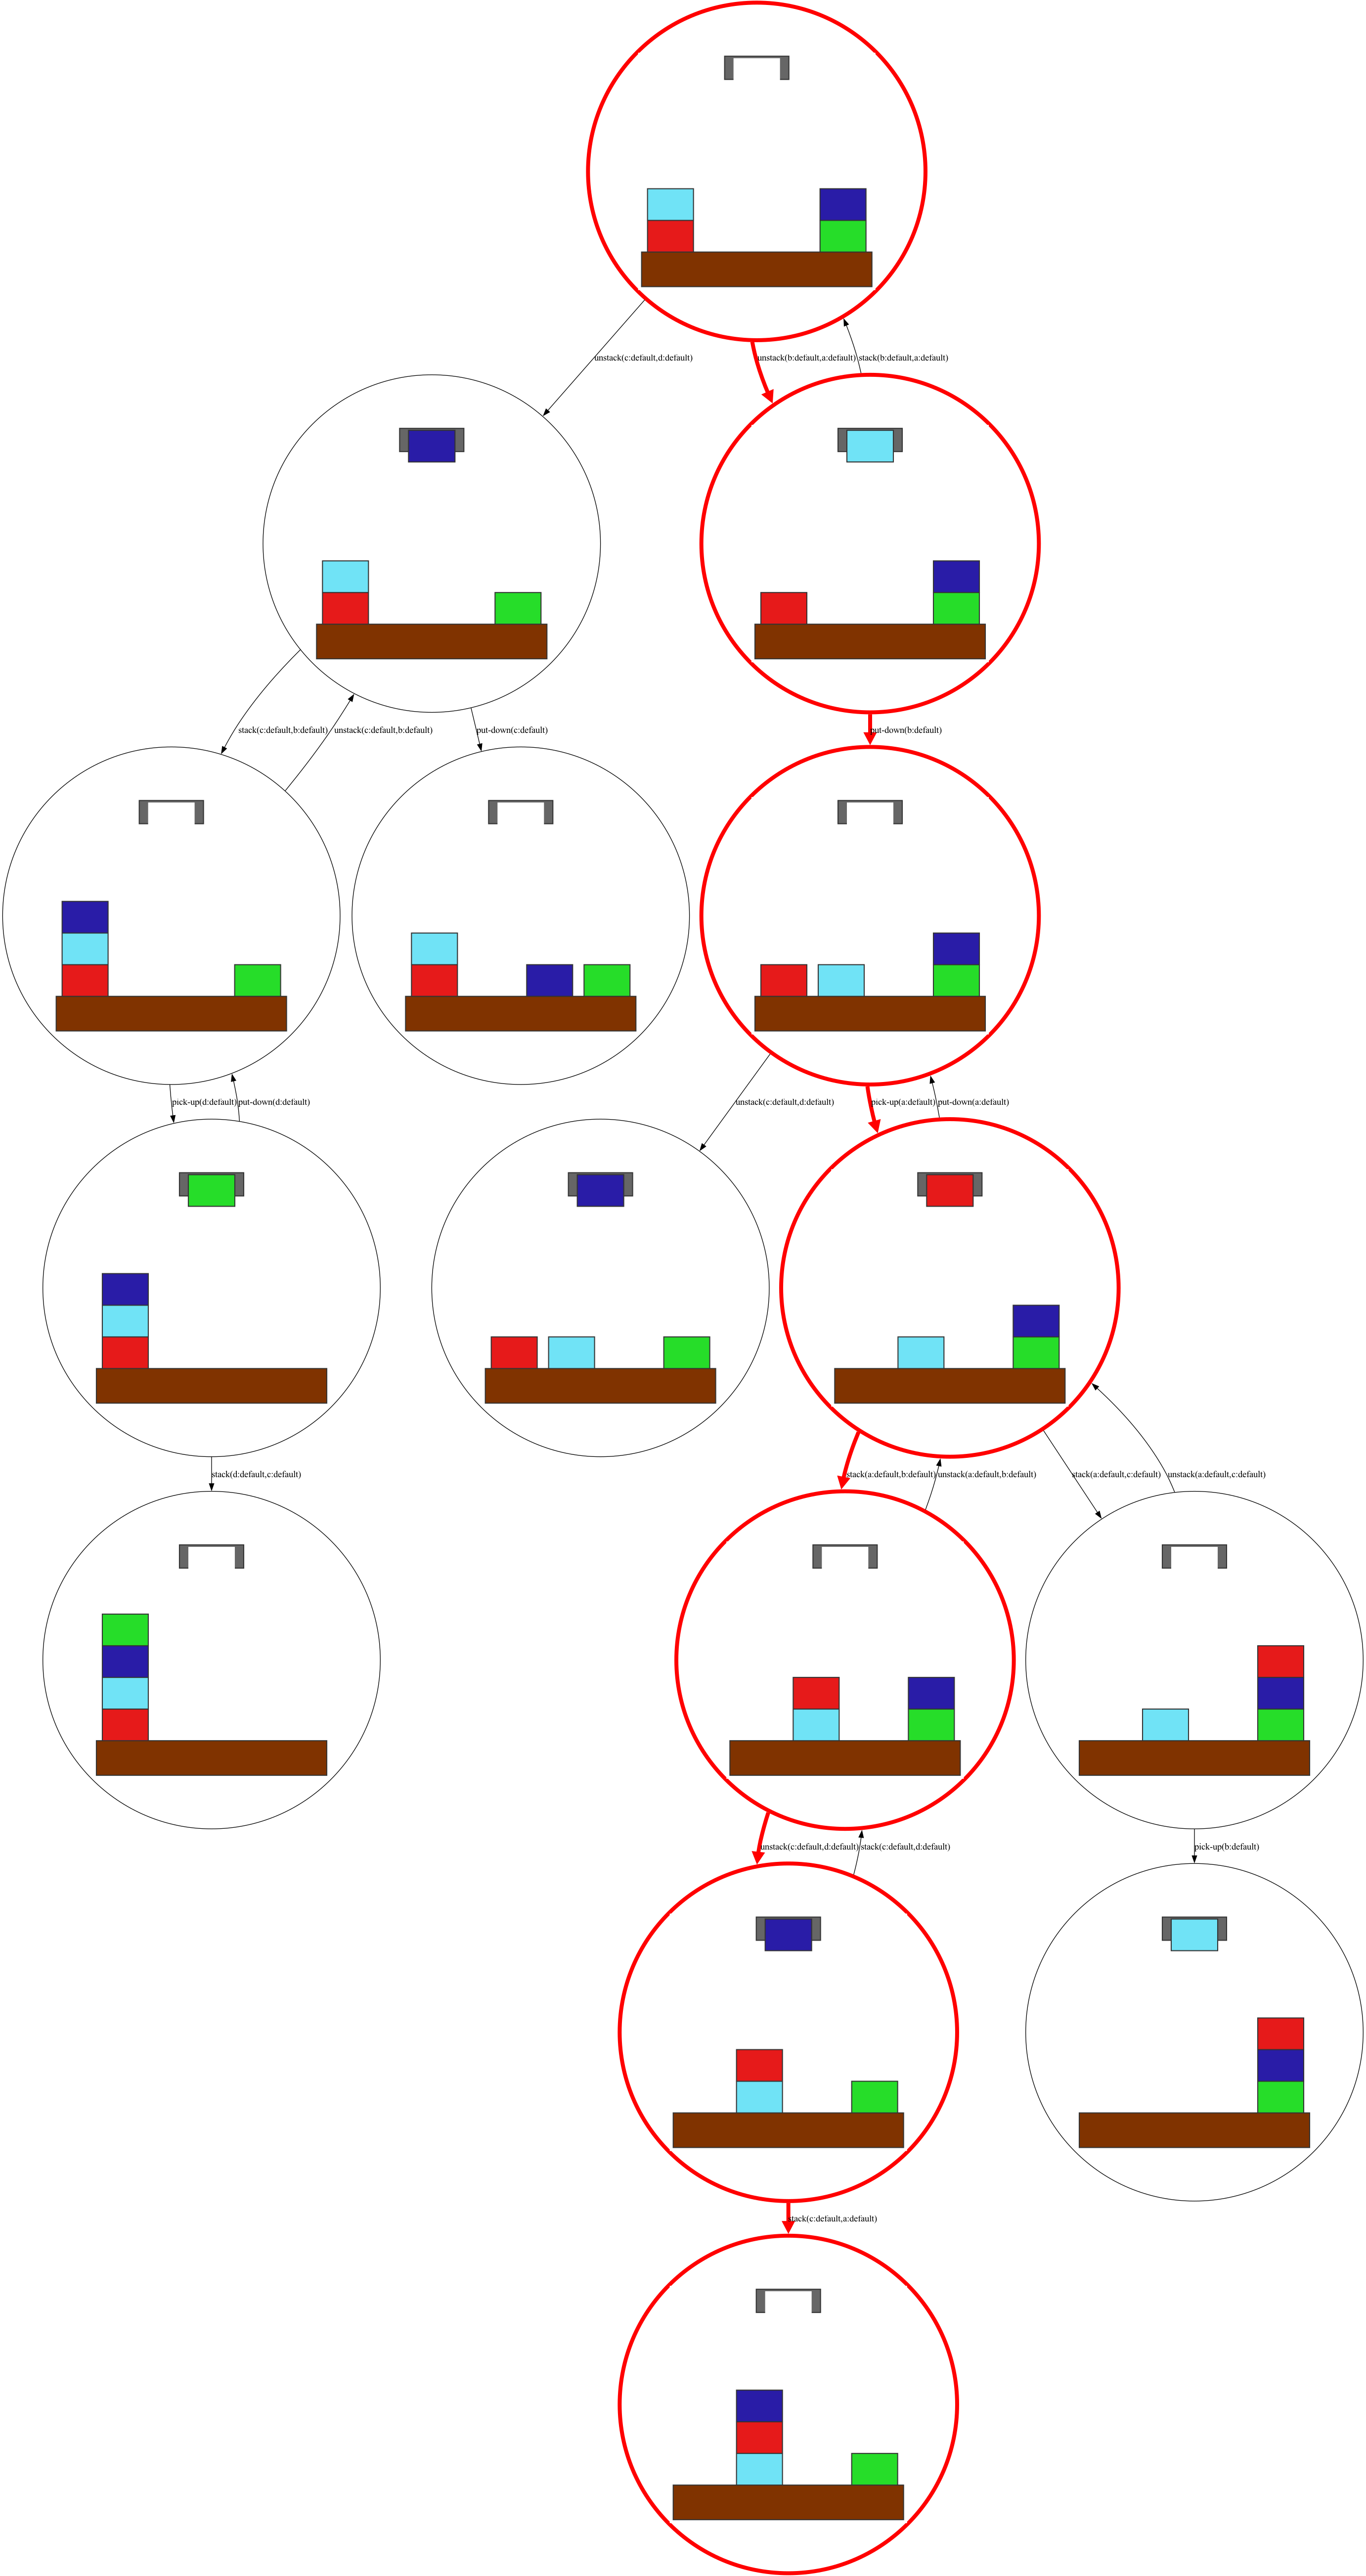 unstack(c:default,d:default)
unstack(b:default,a:default)
stack(b:default,a:default)
stack(c:default,b:default)
unstack(c:default,b:default)
put-down(c:default)
put-down(b:default)
pick-up(d:default)
put-down(d:default)
unstack(c:default,d:default)
pick-up(a:default)
put-down(a:default)
stack(d:default,c:default)
stack(a:default,b:default)
unstack(a:default,b:default)
stack(a:default,c:default)
unstack(a:default,c:default)
unstack(c:default,d:default)
stack(c:default,d:default)
pick-up(b:default)
stack(c:default,a:default)